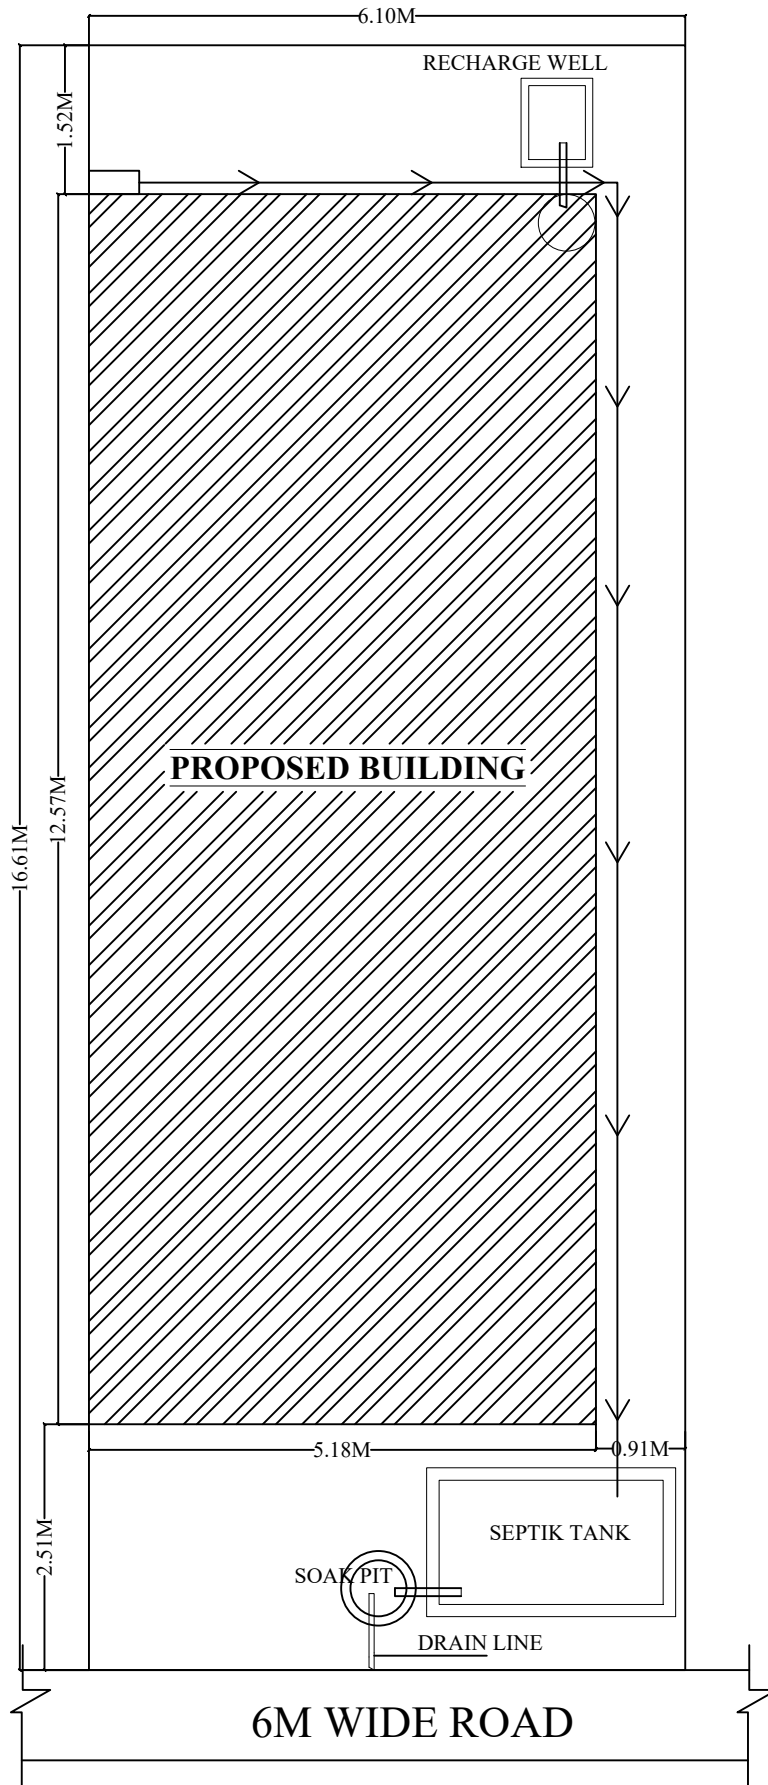 6.10M
RECHARGE WELL
1.52M
PROPOSED BUILDING
12.57M
16.61M
5.18M
0.91M
SEPTIK TANK
2.51M
SOAK PIT
DRAIN LINE
6M WIDE ROAD